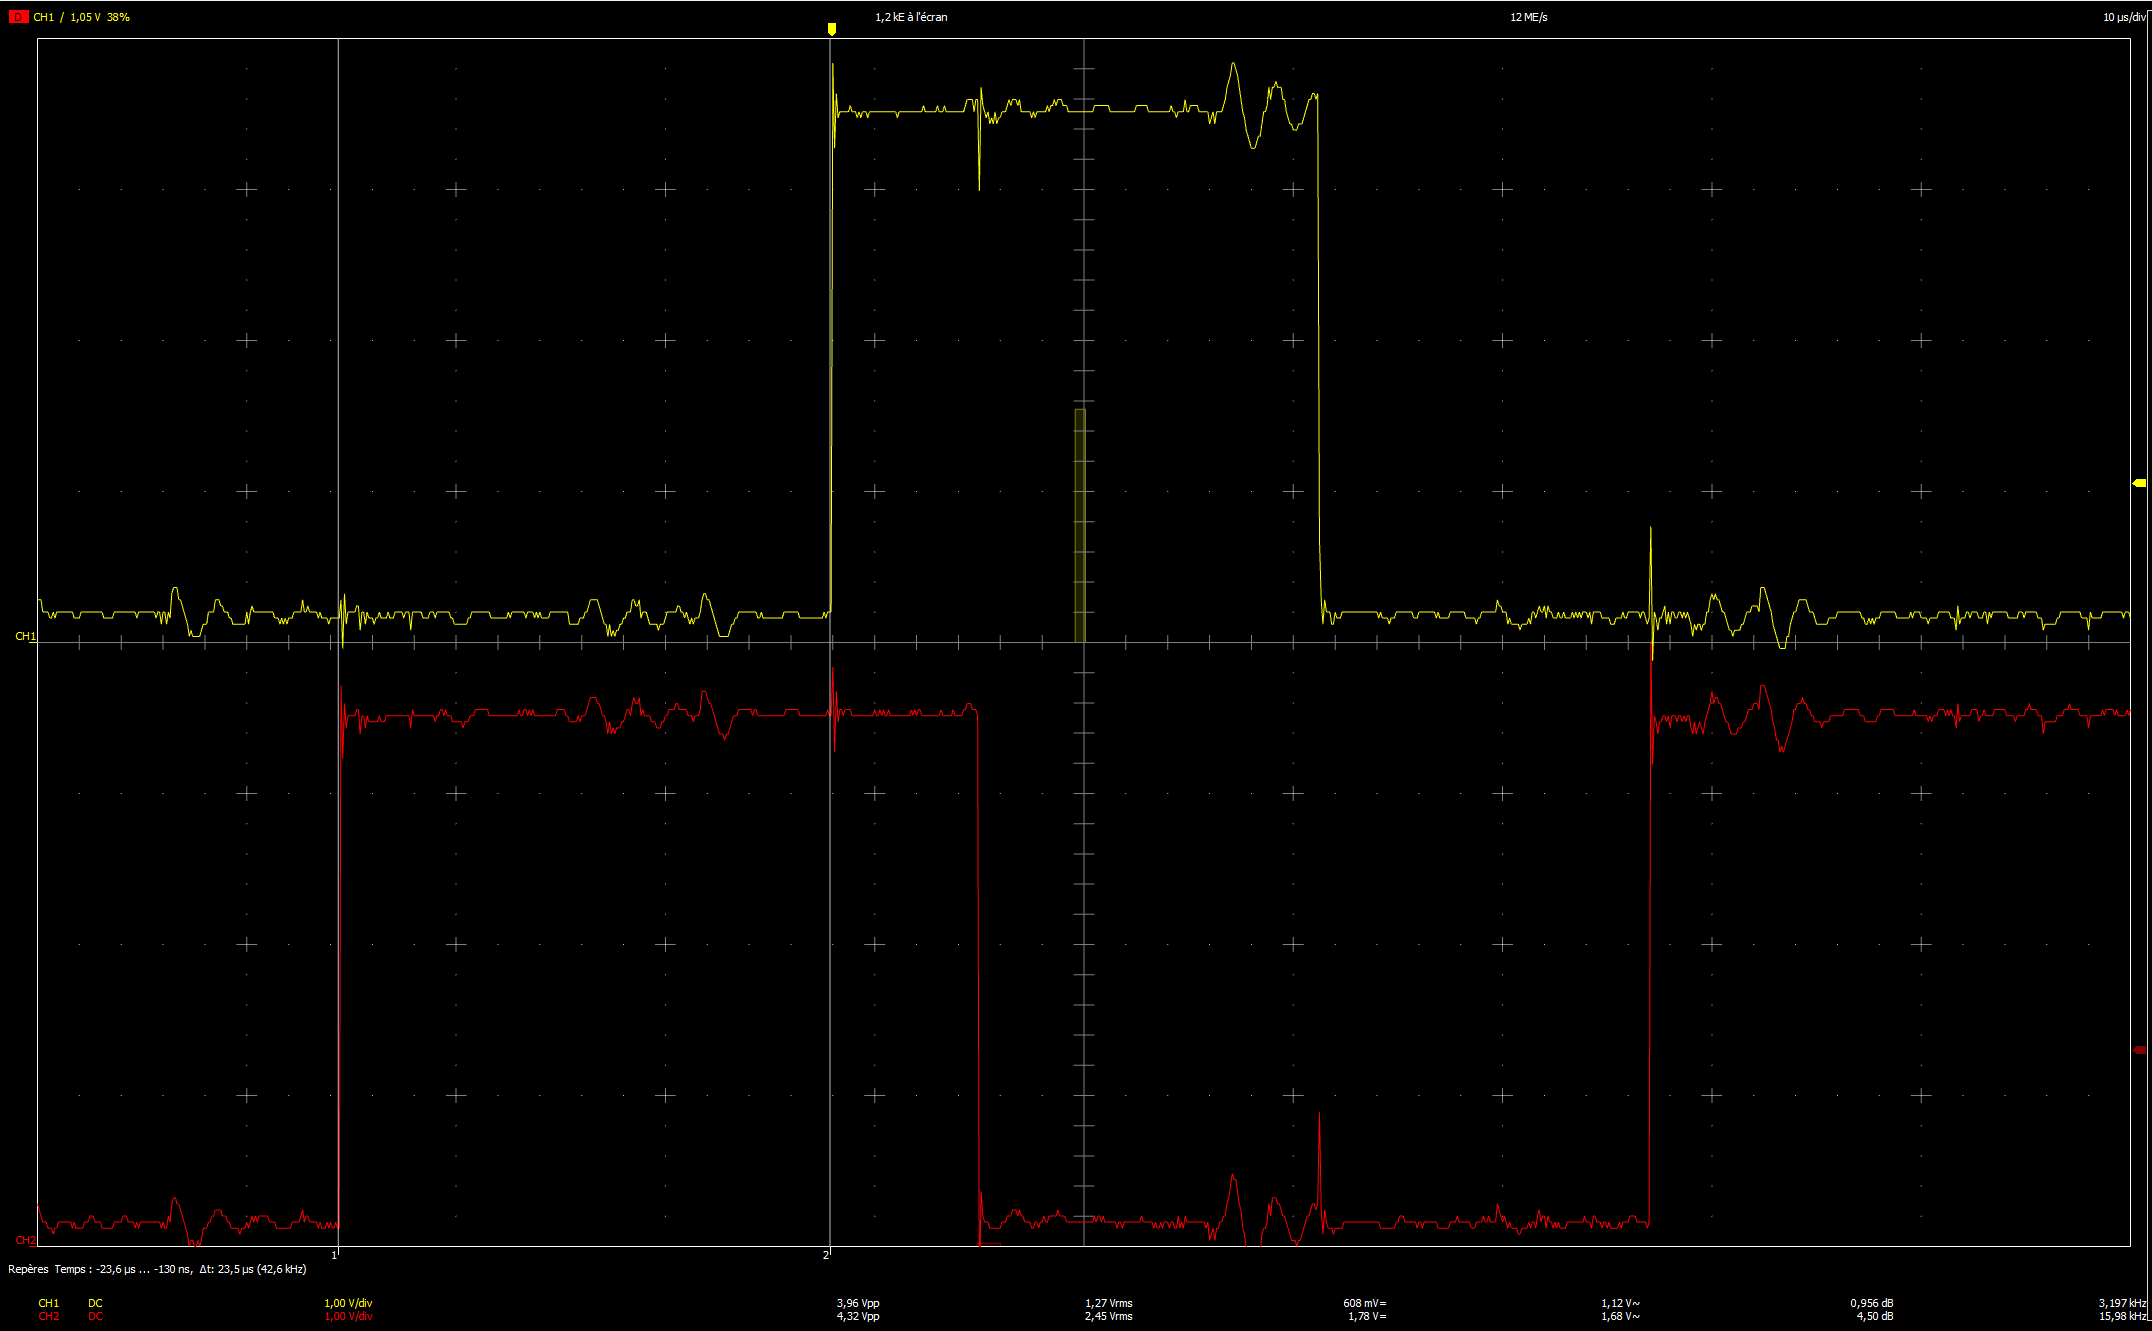 D CH1 / 1,05 V 38% 1,2 kE à l'écran 12 ME/s 10 µs/div
CH1
CH2
1 2
Repères Temps : -23,6 µs ... -130 ns, Δt: 23,5 µs (42,6 kHz)
CH1 DC 1,00 V/div 3,96 Vpp 1,27 Vrms 608 mV= 1,12 V~ 0,956 dB 3,197 kHz
CH2 DC 1,00 V/div 4,32 Vpp 2,45 Vrms 1,78 V= 1,68 V~ 4,50 dB 15,98 kHz